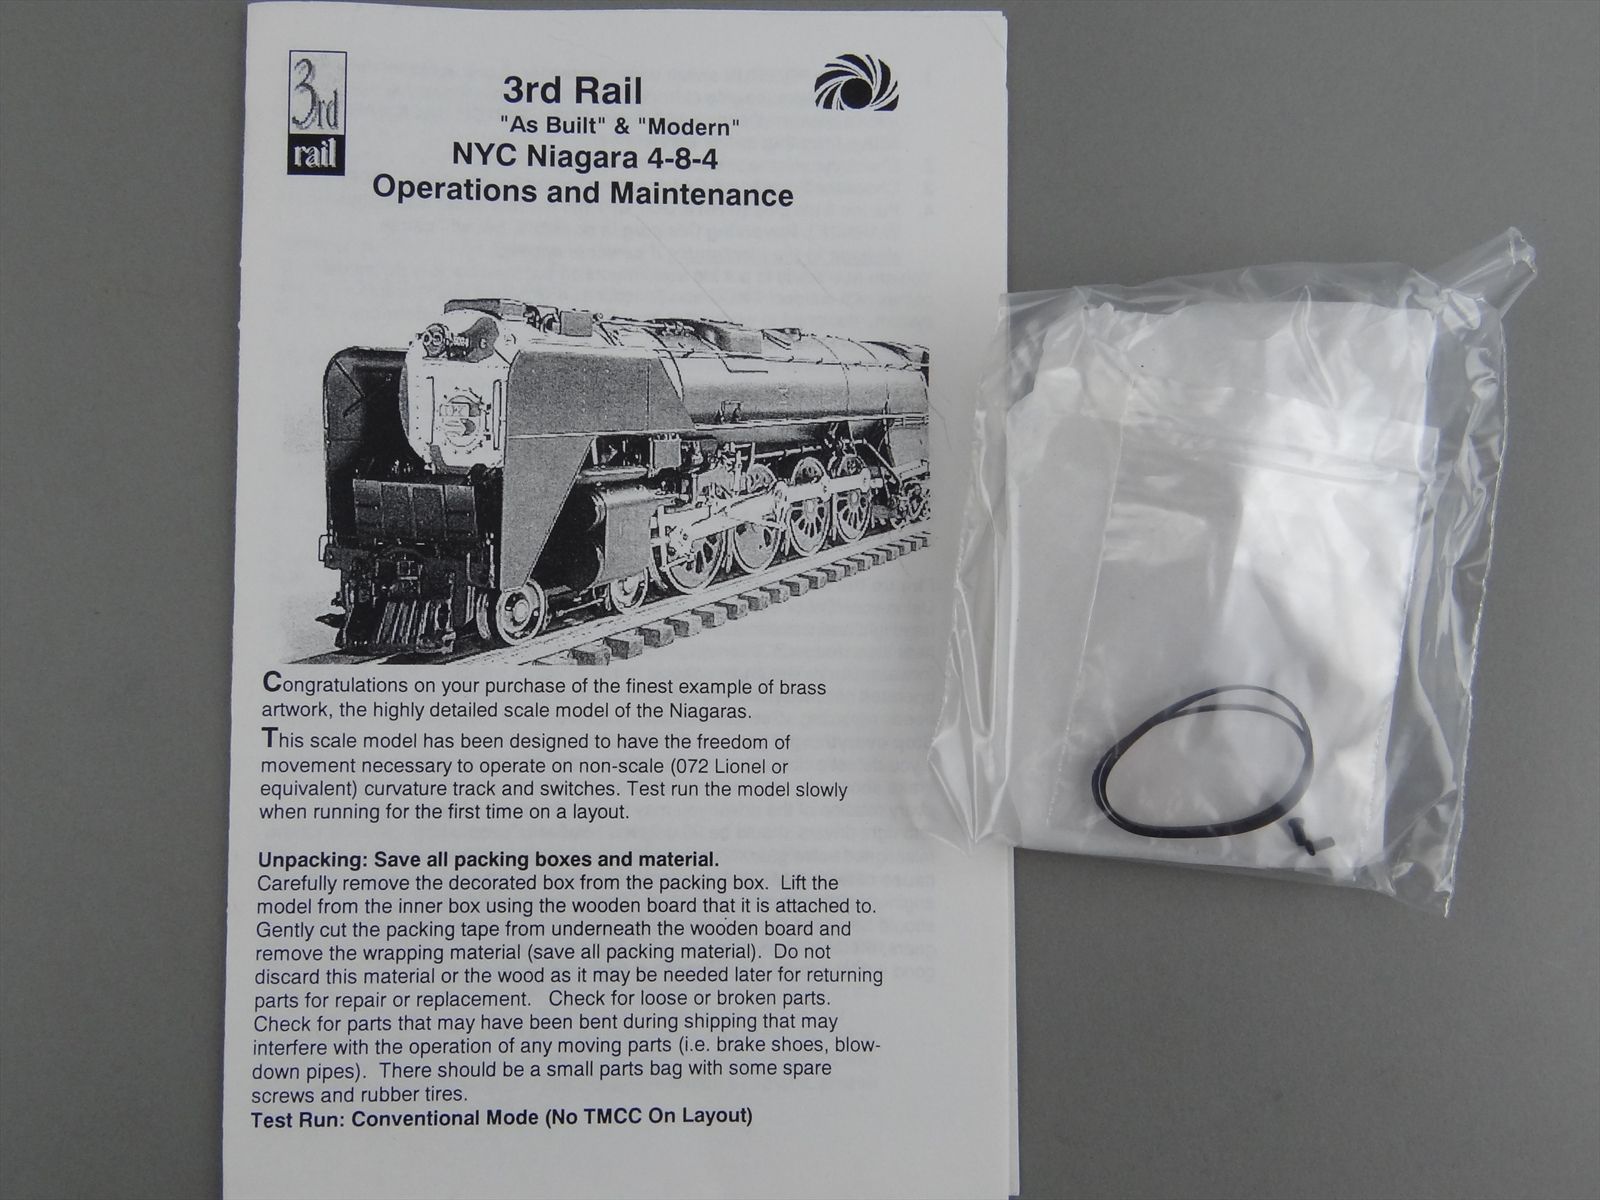 3rd
rail
3rd Rail
"As Built" & "Modern"
NYC Niagara 4-8-4
Operations and Maintenance
Congratulations on your purchase of the finest example of brass
artwork, the highly detailed scale model of the Niagaras.
This scale model has been designed to have the freedom of
movement necessary to operate on non-scale (072 Lionel or
equivalent) curvature track and switches. Test run the model slowly
when running for the first time on a layout.
Unpacking: Save all packing boxes and material.
Carefully remove the decorated box from the packing box. Lift the
model from the inner box using the wooden board that it is attached to.
Gently cut the packing tape from underneath the wooden board and
remove the wrapping material (save all packing material). Do not
discard this material or the wood as it may be needed later for returning
parts for repair or replacement. Check for loose or broken parts.
Check for parts that may have been bent during shipping that may
interfere with the operation of any moving parts (i.e. brake shoes, blow-
down pipes). There should be a small parts bag with some spare
screws and rubber tires.
Test Run: Conventional Mode (No TMCC On Layout)